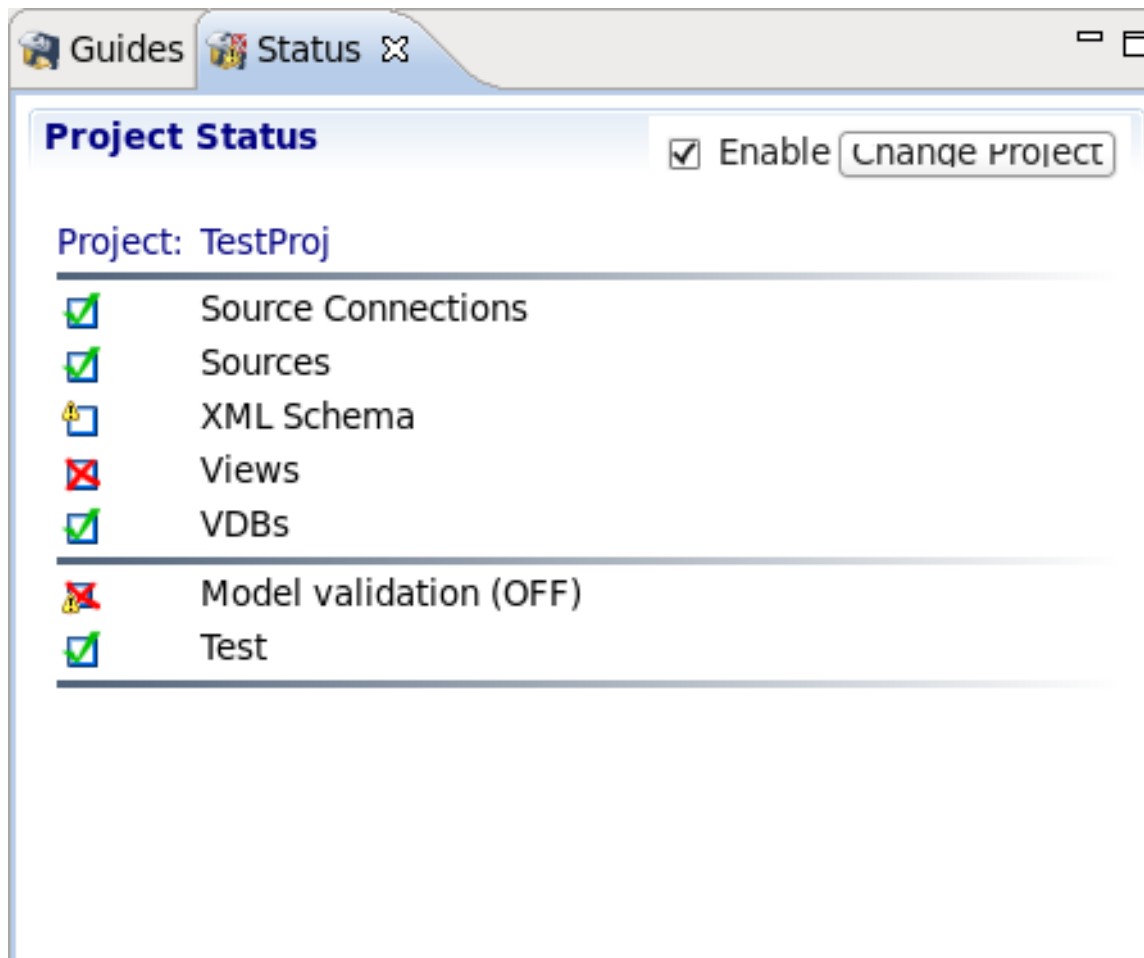 Guides Status
Project Status
Enable Change Project
Project: TestProj
Source Connections
Sources
XML Schema
Views
VDBs
Model validation (OFF)
Test